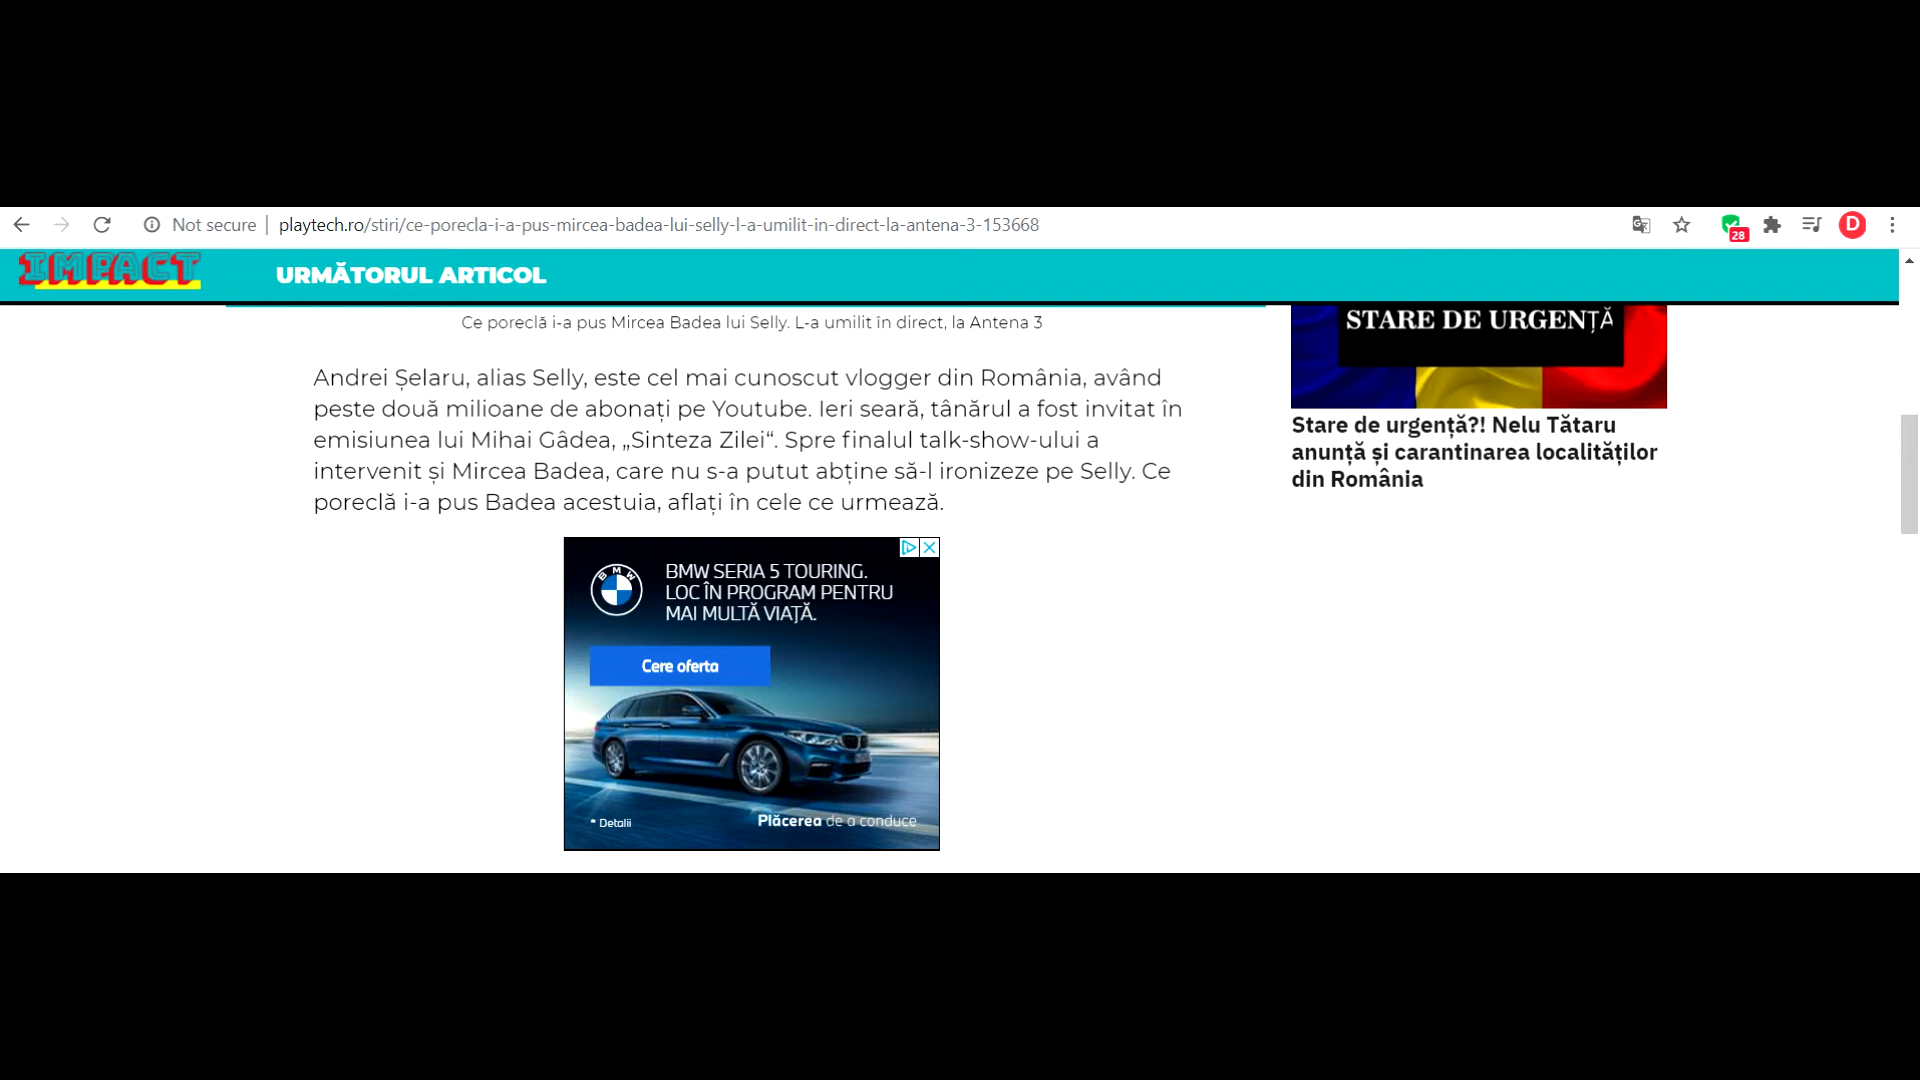 Not secure | playtech.ro/stiri/ce-porecla-i-a-pus-mircea-badea-lui-selly-l-a-umilit-in-direct-la-antena-3-153668
28
D
IMPACT
URMĂTORUL ARTICOL
Ce poreclă i-a pus Mircea Badea lui Selly. L-a umilit în direct, la Antena 3
Andrei Șelaru, alias Selly, este cel mai cunoscut vlogger din România, având
peste două milioane de abonați pe Youtube. Ieri seară, tânărul a fost invitat în
emisiunea lui Mihai Gâdea, „Sinteza Zilei“. Spre finalul talk-show-ului a
intervenit și Mircea Badea, care nu s-a putut abține să-l ironizeze pe Selly. Ce
poreclă i-a pus Badea acestuia, aflați în cele ce urmează.
STARE DE URGENȚĂ
Stare de urgență?! Nelu Tătaru
anunță și carantinarea localităților
din România
BMW
BMW SERIA 5 TOURING.
LOC ÎN PROGRAM PENTRU
MAI MULTĂ VIAȚĂ.
Cere oferta
* Detalii
Plăcerea de a conduce